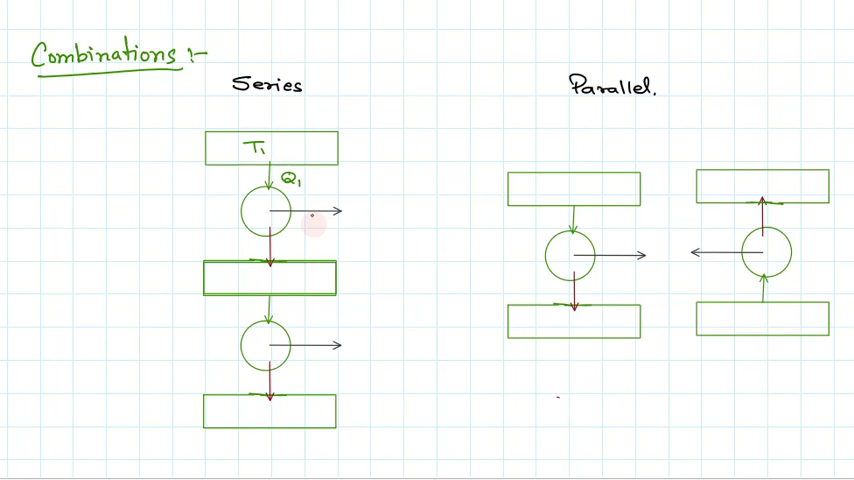 Combinations :-
Series
Parallel.
T₁
Q₁